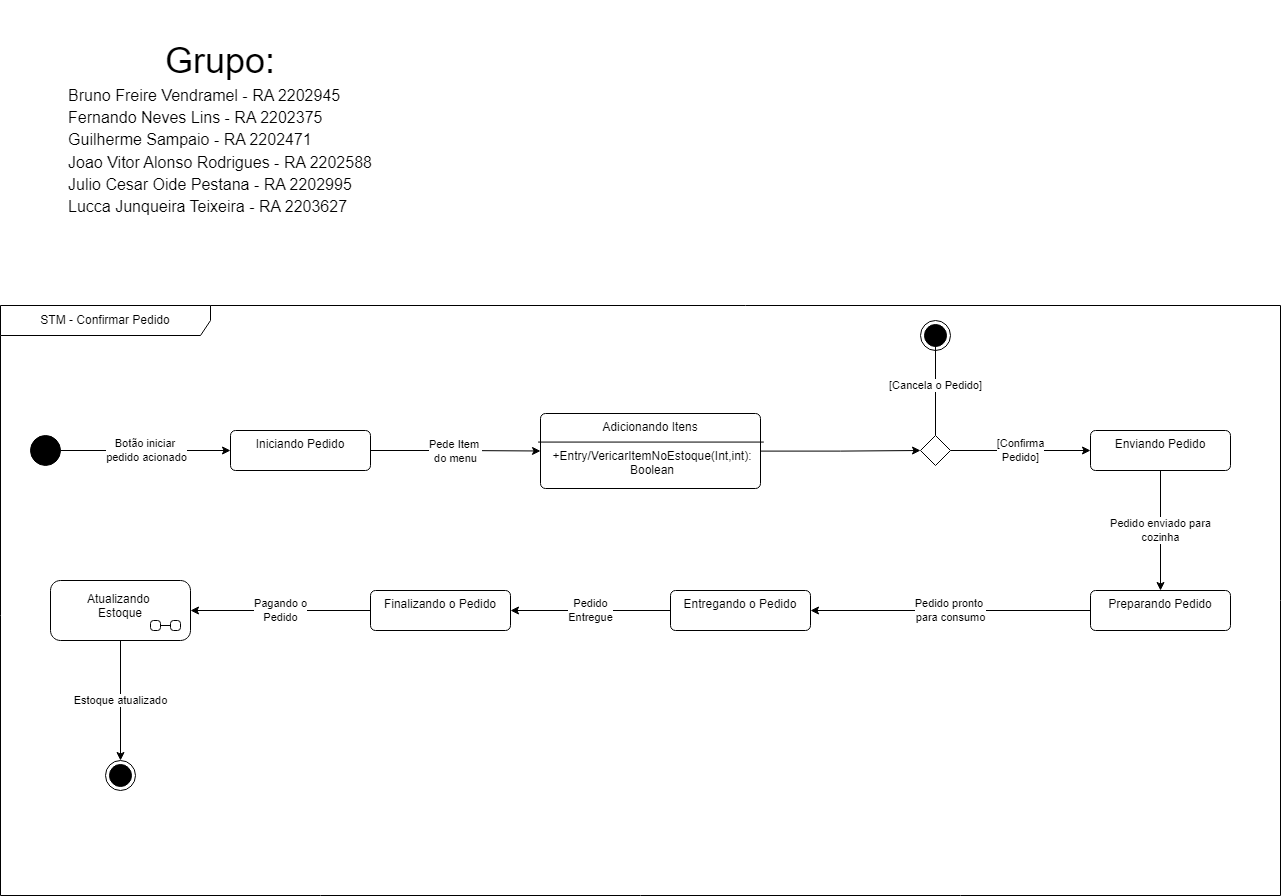 Grupo:
Bruno Freire Vendramel - RA 2202945
Fernando Neves Lins - RA 2202375
Guilherme Sampaio - RA 2202471
Joao Vitor Alonso Rodrigues - RA 2202588
Julio Cesar Oide Pestana - RA 2202995
Lucca Junqueira Teixeira - RA 2203627
STM - Confirmar Pedido
[Cancela o Pedido]
Botão iniciar
pedido acionado
Iniciando Pedido
Pede Item
do menu
Adicionando Itens
+Entry/VericarItemNoEstoque(Int,int):
Boolean
[Confirma
Pedido]
Enviando Pedido
Pedido enviado para
cozinha
Atualizando
Estoque
Pagando o
Pedido
Finalizando o Pedido
Pedido
Entregue
Entregando o Pedido
Pedido pronto
para consumo
Preparando Pedido
Estoque atualizado